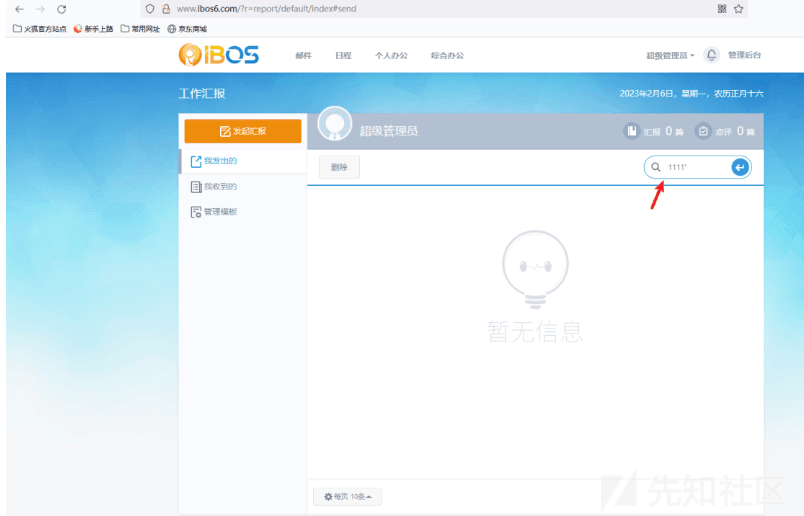 www.ibos6.com/?r=report/default/index#send
火狐官方站点 新手上路 常用网址 京东商城
IBOS 邮件 日程 个人办公 综合办公 超级管理员 管理后台
工作汇报 2023年2月6日，星期一，农历正月十六
发起汇报 超级管理员 汇报 0 篇 点评 0 篇
我发出的 删除 1111'
我收到的
管理模板
暂无信息
每页 10条
先知社区